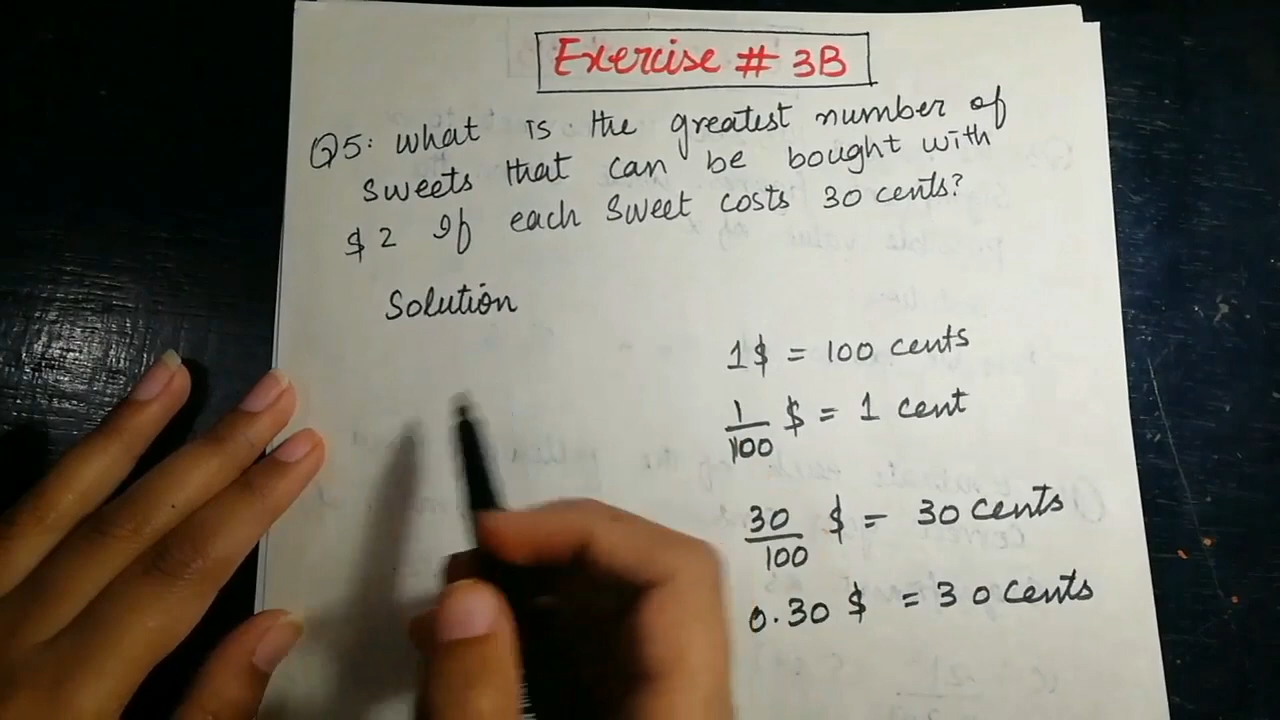 Exercise # 3B
Q5: what is the greatest number of
sweets that can be bought with
$ 2 If each sweet costs 30 cents?
Solution
1$ = 100 cents
1/100 $ = 1 cent
30/100 $ = 30 cents
0.30 $ = 30 cents